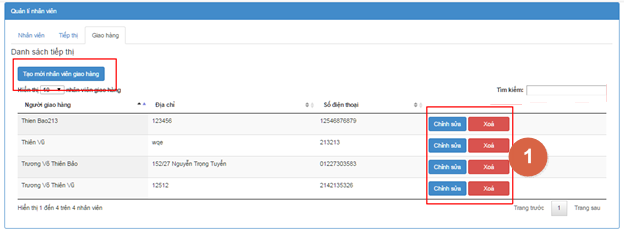 Quản lí nhân viên
Nhân viên Tiếp thị Giao hàng
Danh sách tiếp thị
Tạo mới nhân viên giao hàng
Hiển thị 10 nhân viên giao hàng Tìm kiếm:
Người giao hàng Địa chỉ Số điện thoại
Thien Bao213 123456 12546876879 Chỉnh sửa Xoá
Thiên Vũ wqe 213213 Chỉnh sửa Xoá
Trương Võ Thiên Bảo 152/27 Nguyễn Trọng Tuyển 01227303583 Chỉnh sửa Xoá
Trương Võ Thiên Vũ 12512 2142135326 Chỉnh sửa Xoá
1
Hiển thị 1 đến 4 trên 4 nhân viên Trang trước 1 Trang sau